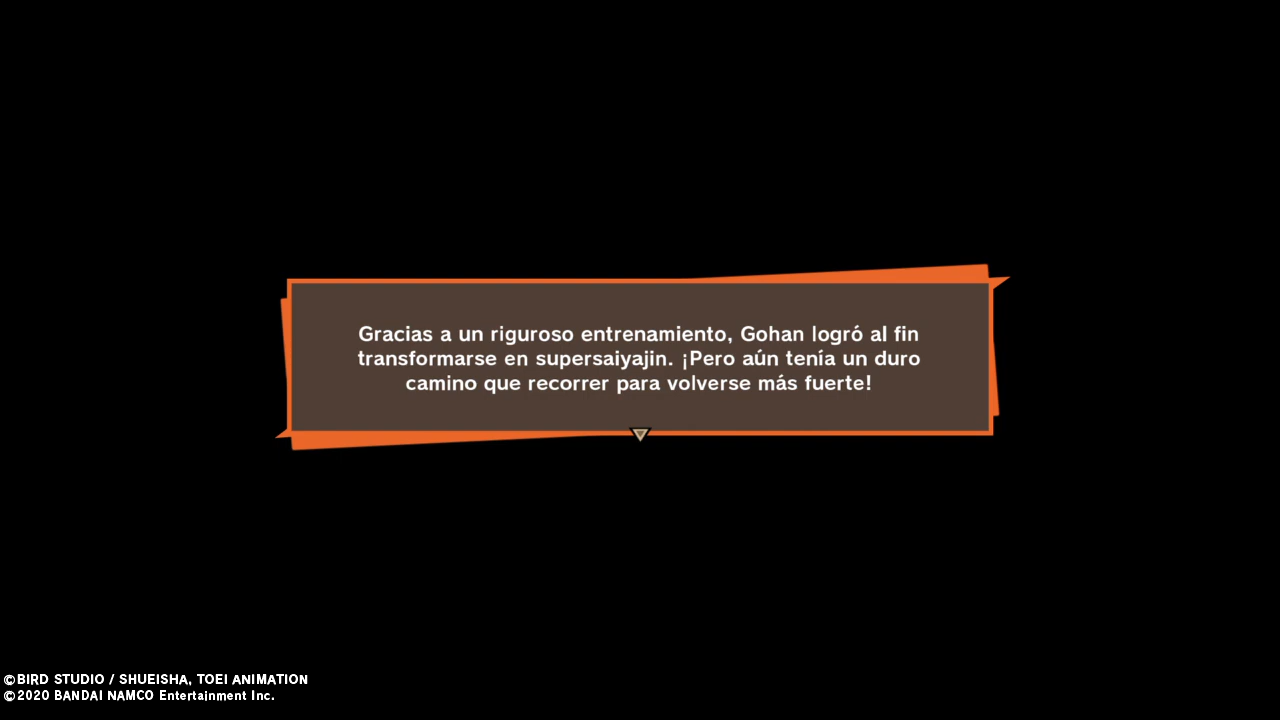 Gracias a un riguroso entrenamiento, Gohan logró al fin
transformarse en supersaiyajin. ¡Pero aún tenía un duro
camino que recorrer para volverse más fuerte!
©BIRD STUDIO / SHUEISHA, TOEI ANIMATION
©2020 BANDAI NAMCO Entertainment Inc.